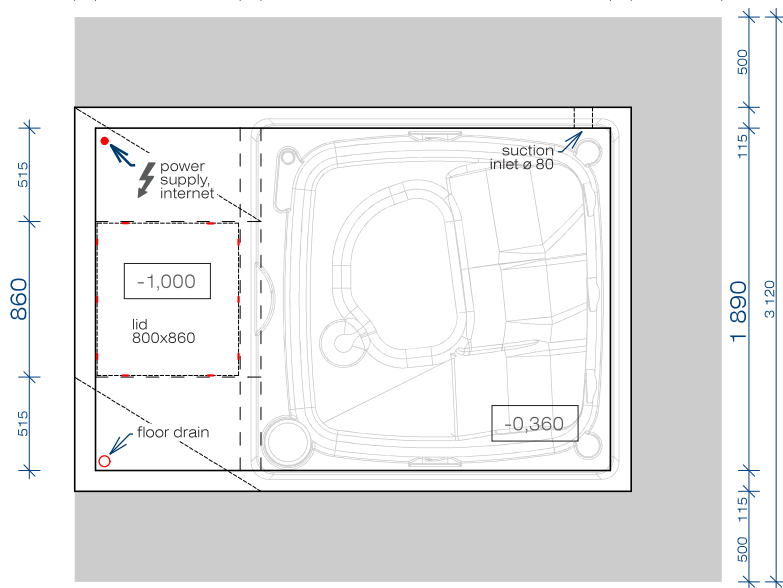 500
115
515
power
supply,
internet
suction
inlet ø 80
860
-1,000
lid
800x860
1 890
3 120
515
floor drain
-0,360
115
500